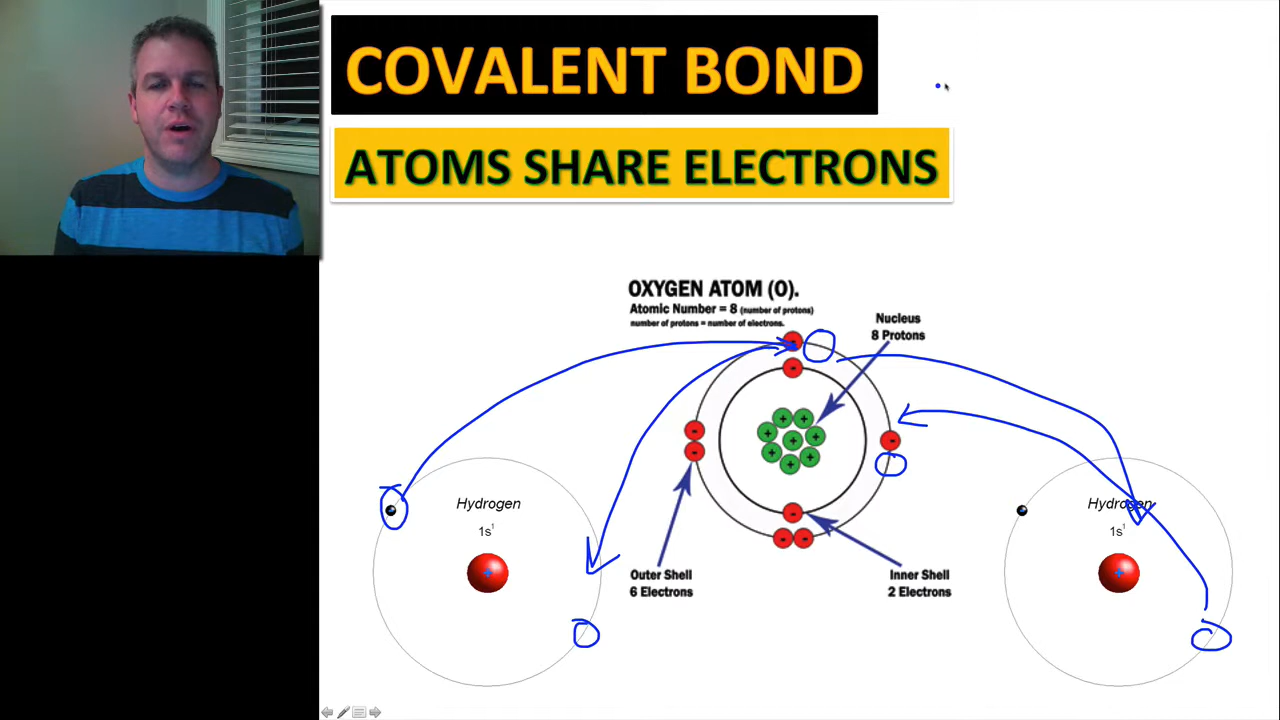 COVALENT BOND
ATOMS SHARE ELECTRONS
OXYGEN ATOM (O).
Atomic Number = 8 (number of protons)
number of protons = number of electrons.
Nucleus
8 Protons
Hydrogen
1s¹
Hydrogen
1s¹
Outer Shell
6 Electrons
Inner Shell
2 Electrons